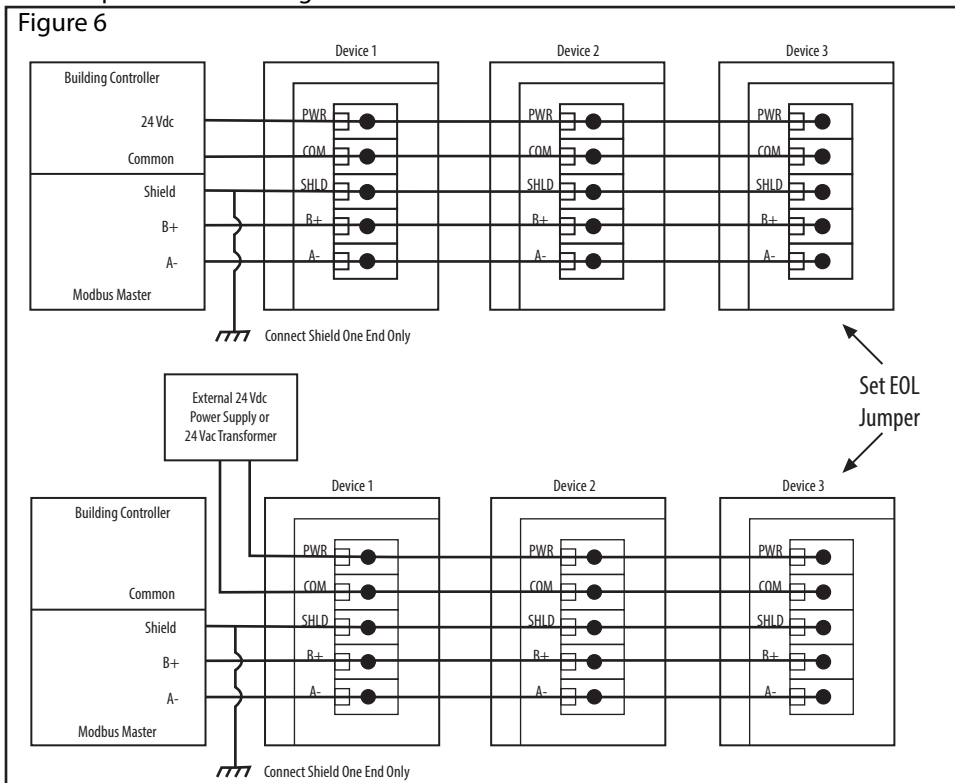 Figure 6
Device 1
Device 2
Device 3
Building Controller
24 Vdc
Common
Shield
B+
A-
Modbus Master
PWR
COM
SHLD
B+
A-
PWR
COM
SHLD
B+
A-
PWR
COM
SHLD
B+
A-
Connect Shield One End Only
Set EOL
Jumper
External 24 Vdc
Power Supply or
24 Vac Transformer
Device 1
Device 2
Device 3
Building Controller
Common
Shield
B+
A-
Modbus Master
PWR
COM
SHLD
B+
A-
PWR
COM
SHLD
B+
A-
PWR
COM
SHLD
B+
A-
Connect Shield One End Only